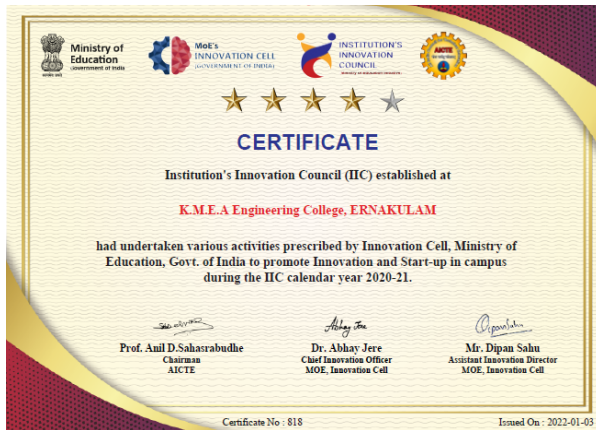 Ministry of
Education
Government of India
MoE's
INNOVATION CELL
(GOVERNMENT OF INDIA)
INSTITUTION'S
INNOVATION
COUNCIL
AICTE
CERTIFICATE
Institution's Innovation Council (IIC) established at
K.M.E.A Engineering College, ERNAKULAM
had undertaken various activities prescribed by Innovation Cell, Ministry of
Education, Govt. of India to promote Innovation and Start-up in campus
during the IIC calendar year 2020-21.
Abhay Jere
Prof. Anil D.Sahasrabudhe
Chairman
AICTE
Dr. Abhay Jere
Chief Innovation Officer
MOE, Innovation Cell
Mr. Dipan Sahu
Assistant Innovation Director
MOE, Innovation Cell
Certificate No : 818
Issued On : 2022-01-03